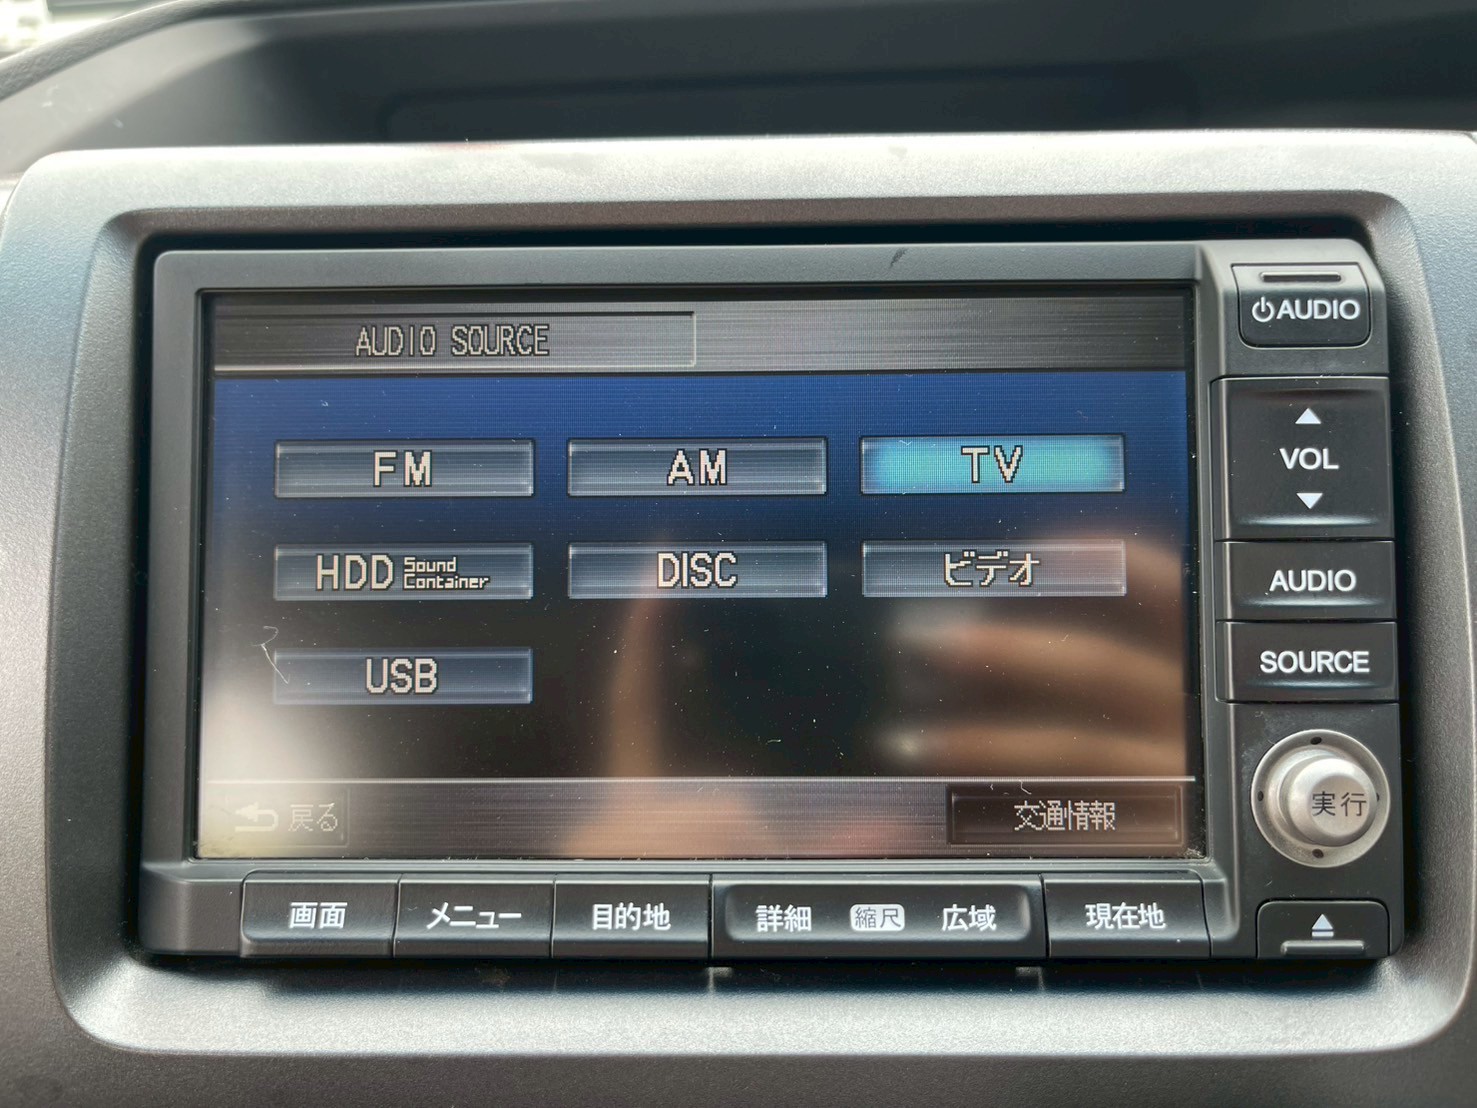 AUDIO SOURCE
FM AM TV
HDD Sound Container DISC ビデオ
USB
戻る 交通情報
AUDIO
VOL
AUDIO
SOURCE
実行
画面 メニュー 目的地 詳細 縮尺 広域 現在地